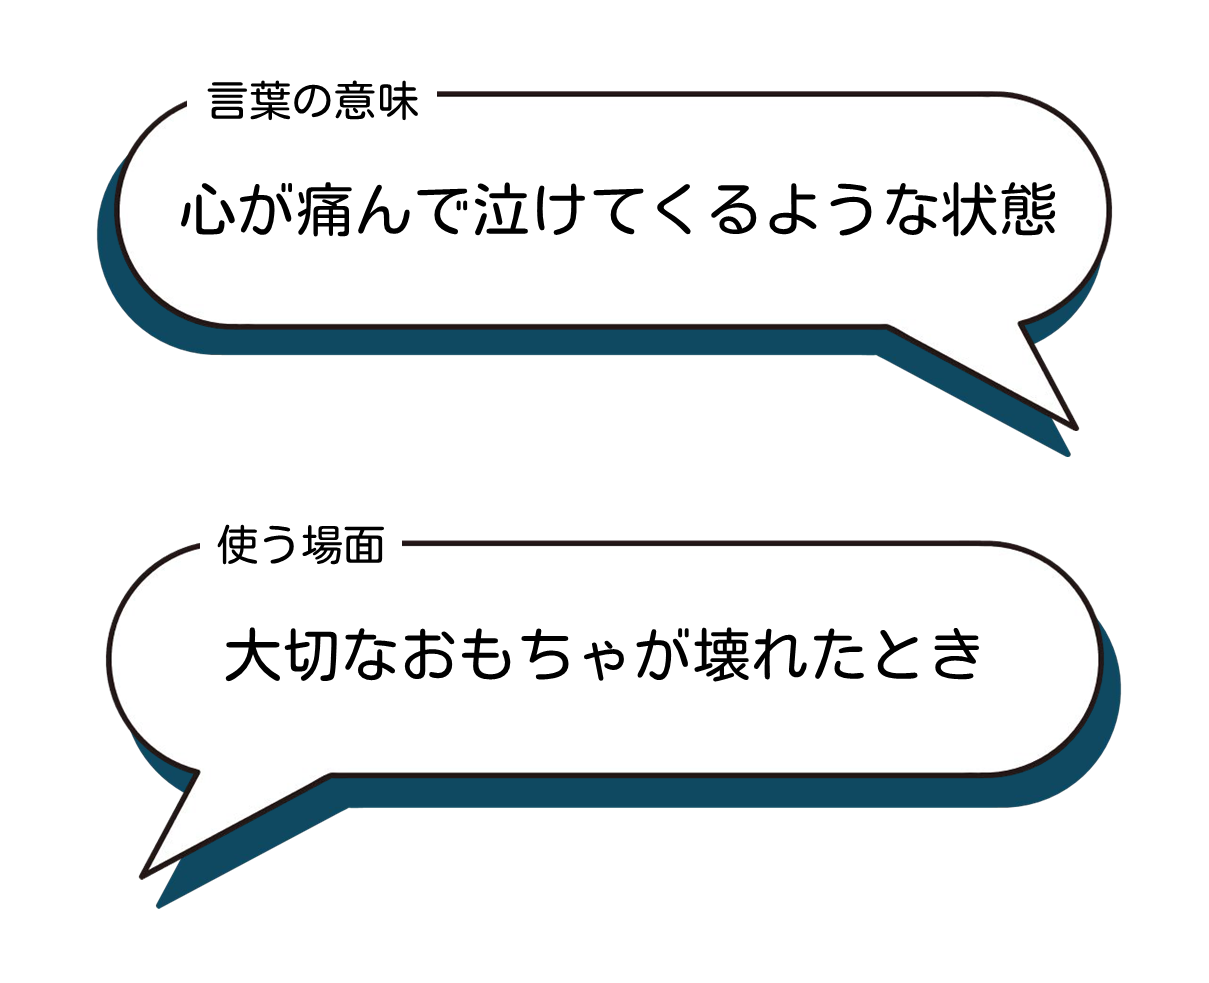 言葉の意味
心が痛んで泣けてくるような状態
使う場面
大切なおもちゃが壊れたとき